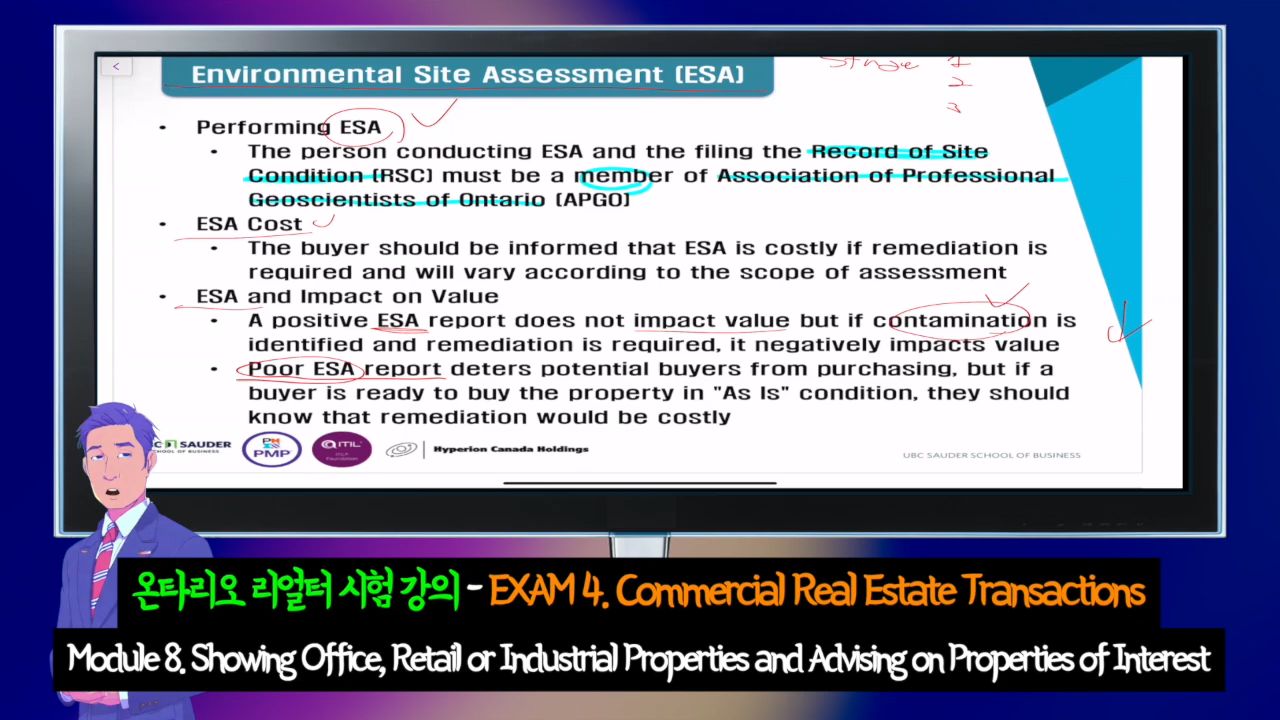 Environmental Site Assessment (ESA)
Stage 1
2
3
• Performing ESA
• The person conducting ESA and the filing the Record of Site
Condition (RSC) must be a member of Association of Professional
Geoscientists of Ontario (APGO)
• ESA Cost
• The buyer should be informed that ESA is costly if remediation is
required and will vary according to the scope of assessment
• ESA and Impact on Value
• A positive ESA report does not impact value but if contamination is
identified and remediation is required, it negatively impacts value
• Poor ESA report deters potential buyers from purchasing, but if a
buyer is ready to buy the property in "As Is" condition, they should
know that remediation would be costly
SAUDER
SCHOOL OF BUSINESS
PMP
ITIL
Foundation
Hyperion Canada Holdings
UBC SAUDER SCHOOL OF BUSINESS
온타리오 리얼터 시험 강의 - EXAM 4. Commercial Real Estate Transactions
Module 8. Showing Office, Retail or Industrial Properties and Advising on Properties of Interest